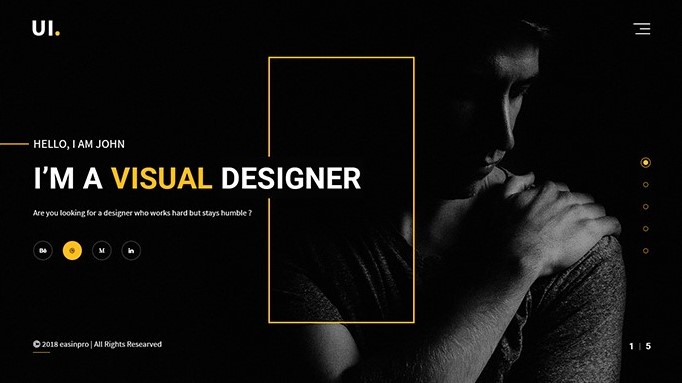 UI.
HELLO, I AM JOHN
I'M A VISUAL DESIGNER
Are you looking for a designer who works hard but stays humble ?
Bē M in
© 2018 easinpro | All Rights Researved
1 | 5